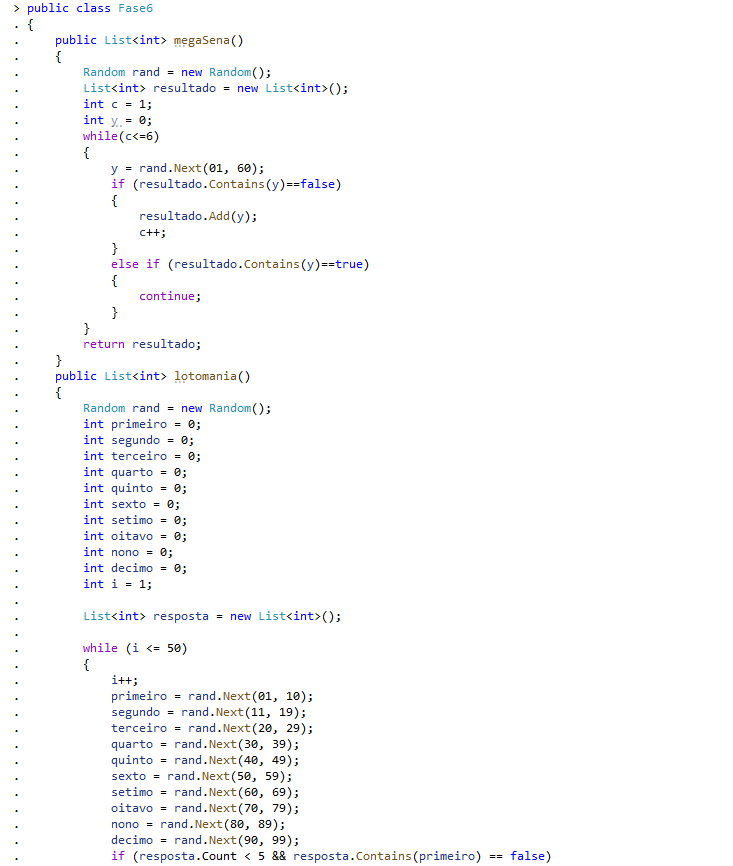 > public class Fase6
. {
.     public List<int> megaSena()
.     {
.         Random rand = new Random();
.         List<int> resultado = new List<int>();
.         int c = 1;
.         int y = 0;
.         while(c<=6)
.         {
.             y = rand.Next(01, 60);
.             if (resultado.Contains(y)==false)
.             {
.                 resultado.Add(y);
.                 c++;
.             }
.             else if (resultado.Contains(y)==true)
.             {
.                 continue;
.             }
.         }
.         return resultado;
.     }
.     public List<int> lotomania()
.     {
.         Random rand = new Random();
.         int primeiro = 0;
.         int segundo = 0;
.         int terceiro = 0;
.         int quarto = 0;
.         int quinto = 0;
.         int sexto = 0;
.         int setimo = 0;
.         int oitavo = 0;
.         int nono = 0;
.         int decimo = 0;
.         int i = 1;
.
.         List<int> resposta = new List<int>();
.
.         while (i <= 50)
.         {
.             i++;
.             primeiro = rand.Next(01, 10);
.             segundo = rand.Next(11, 19);
.             terceiro = rand.Next(20, 29);
.             quarto = rand.Next(30, 39);
.             quinto = rand.Next(40, 49);
.             sexto = rand.Next(50, 59);
.             setimo = rand.Next(60, 69);
.             oitavo = rand.Next(70, 79);
.             nono = rand.Next(80, 89);
.             decimo = rand.Next(90, 99);
.             if (resposta.Count < 5 && resposta.Contains(primeiro) == false)